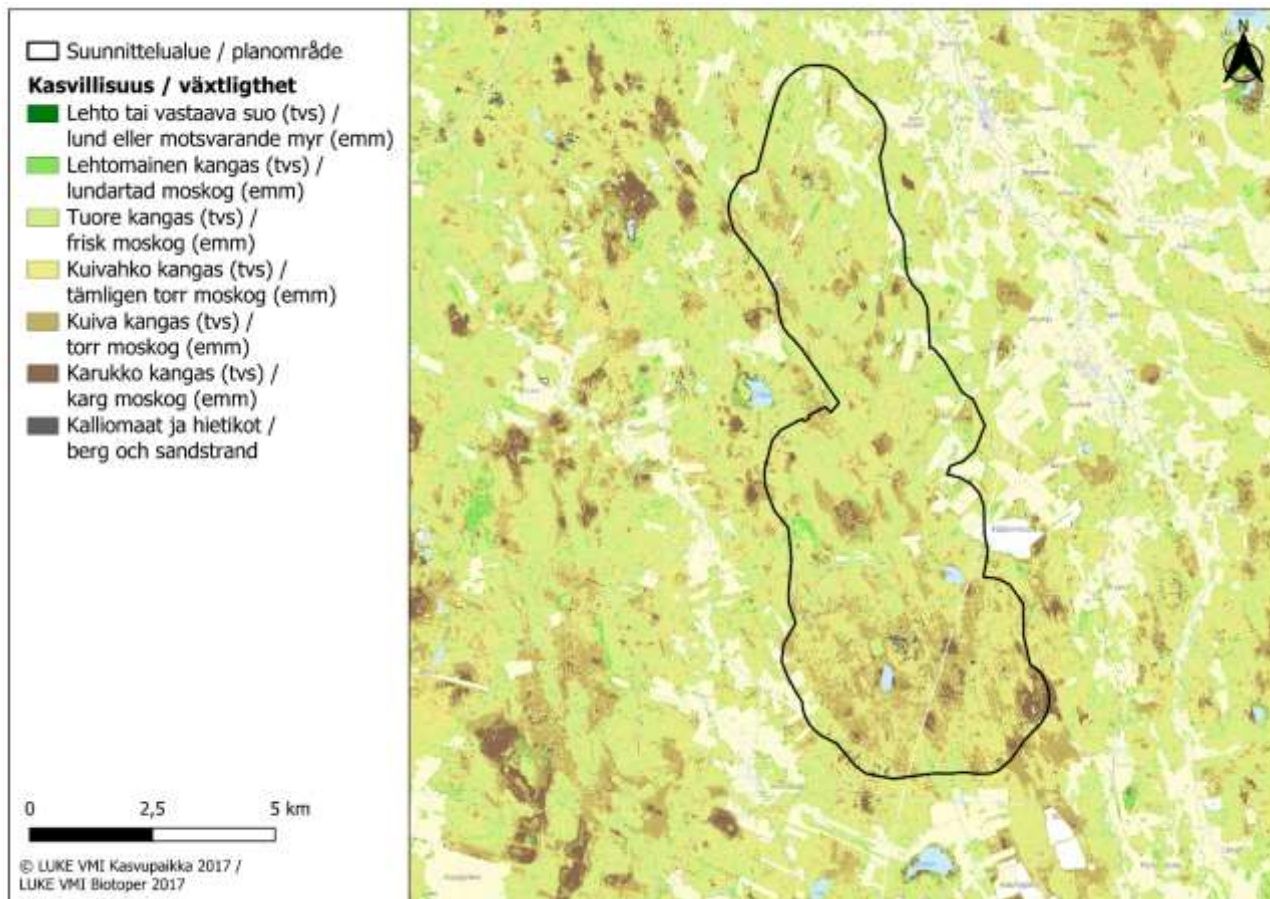 Suunnittelualue / planområde
Kasvillisuus / växtligthet
Lehto tai vastaava suo (tvs) /
lund eller motsvarande myr (emm)
Lehtomainen kangas (tvs) /
lundartad moskog (emm)
Tuore kangas (tvs) /
frisk moskog (emm)
Kuivahko kangas (tvs) /
tämligen torr moskog (emm)
Kuiva kangas (tvs) /
torr moskog (emm)
Karukko kangas (tvs) /
karg moskog (emm)
Kalliomaat ja hietikot /
berg och sandstrand
0 2,5 5 km
© LUKE VMI Kasvupaikka 2017 /
LUKE VMI Biotoper 2017
N